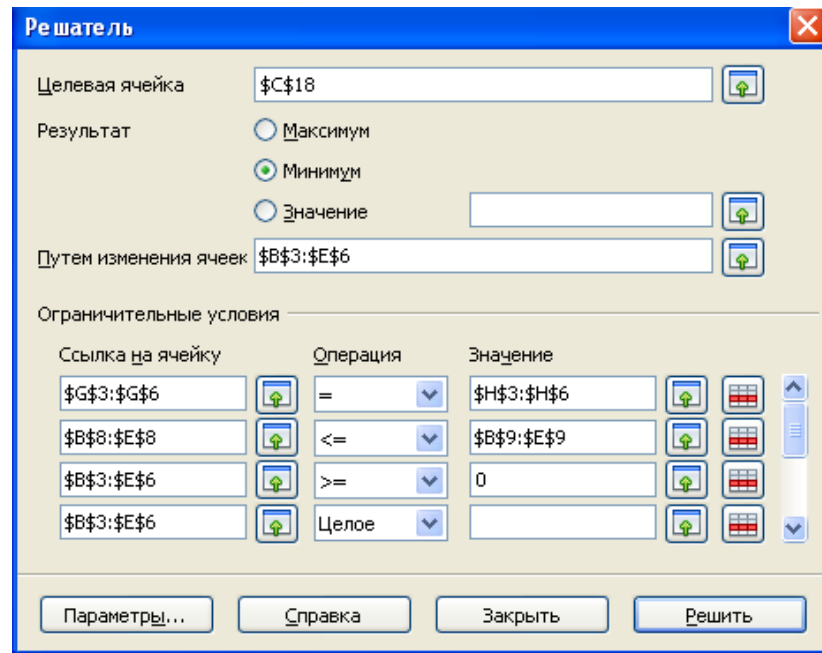 Решатель
Целевая ячейка $C$18
Результат Максимум
Минимум
Значение
Путем изменения ячеек $B$3:$E$6
Ограничительные условия
Ссылка на ячейку Операция Значение
$G$3:$G$6 = $H$3:$H$6
$B$8:$E$8 <= $B$9:$E$9
$B$3:$E$6 >= 0
$B$3:$E$6 Целое
Параметры... Справка Закрыть Решить